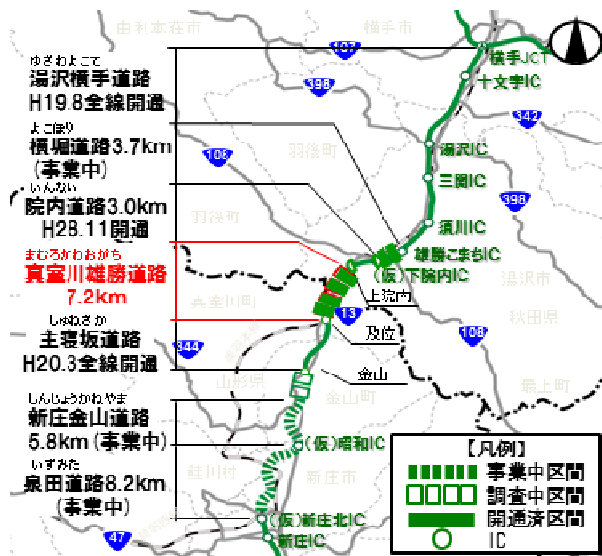 ゆざわよこて
湯沢横手道路
H19.8全線開通
よこぼり
横堀道路3.7km
(事業中)
いんない
院内道路3.0km
H28.11開通
まむろがわおがち
真室川雄勝道路
7.2km
しゅねざか
主寝坂道路
H20.3全線開通
しんじょうかねやま
新庄金山道路
5.8km(事業中)
いずみた
泉田道路8.2km
(事業中)
由利本荘市
横手市
107
横手JCT
398
十文字IC
342
羽後町
湯沢IC
108
三関IC
398
須川IC
羽後町
雄勝こまちIC
(仮)下院内IC
湯沢市
上院内
秋田県
真室川町
13
及位
108
344
金山
山形県
金山町
最上町
(仮)昭和IC
鮭川村
新庄市
(仮)新庄北IC
47
新庄IC
【凡例】
事業中区間
調査中区間
開通済区間
IC